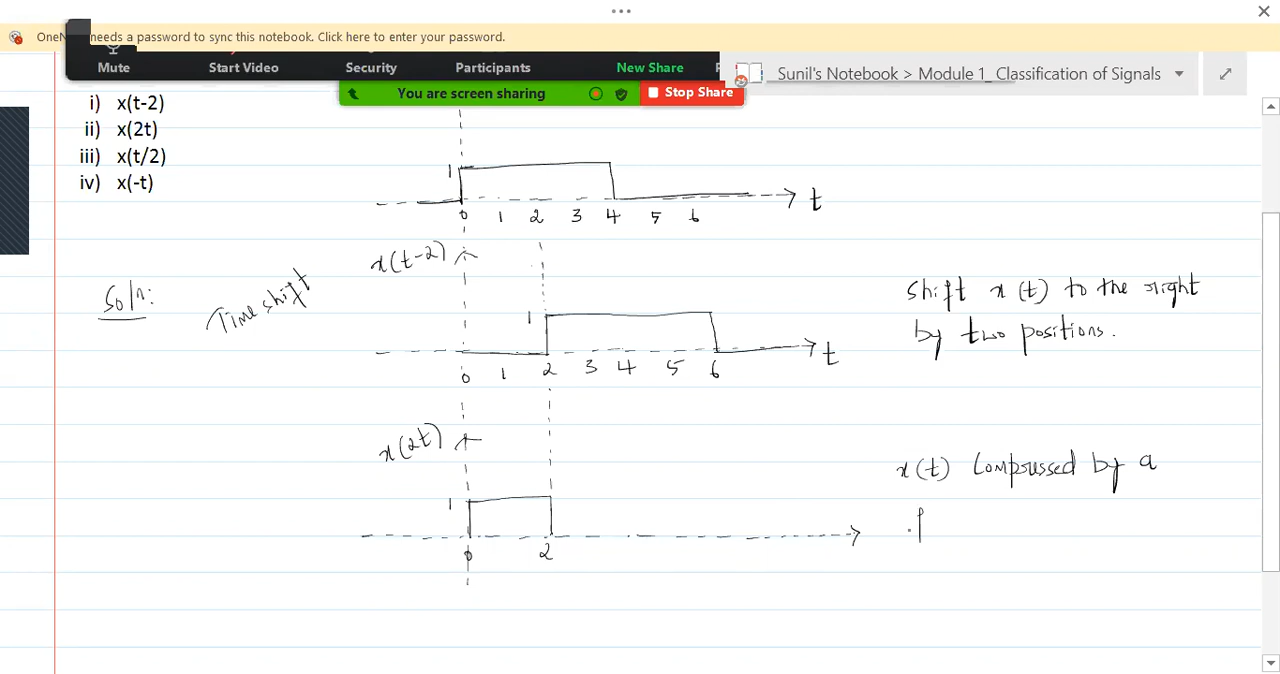 OneN needs a password to sync this notebook. Click here to enter your password.
Mute Start Video Security Participants New Share
You are screen sharing Stop Share
Sunil's Notebook > Module 1_ Classification of Signals
i) x(t-2)
ii) x(2t)
iii) x(t/2)
iv) x(-t)
1
0 1 2 3 4 5 6 t
x(t-2)
Soln:
Time shift
Shift x(t) to the right
by two positions.
1
0 1 2 3 4 5 6 t
x(2t)
x(t) Compressed by a
1
0 2